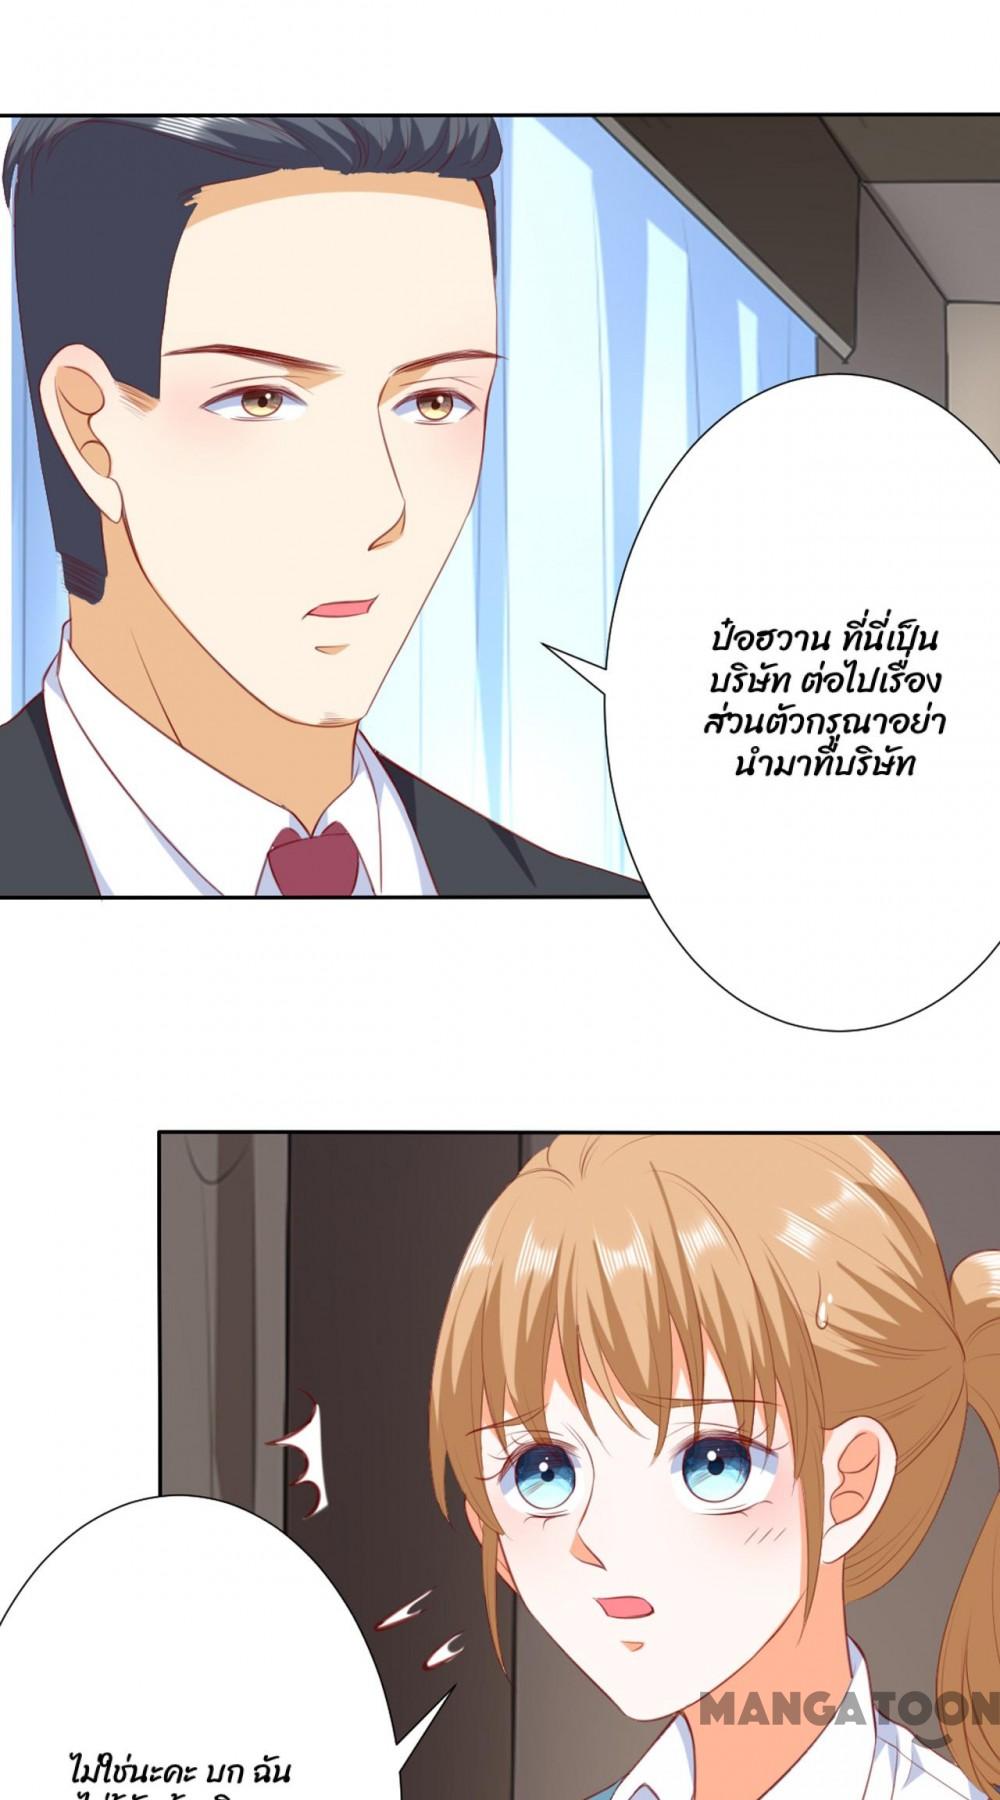 ป๋อฮวาน ที่นี่เป็น
บริษัท ต่อไปเรื่อง
ส่วนตัวกรุณาอย่า
นำมาที่บริษัท
MANGATOON
ไม่ใช่นะคะ บก ฉัน